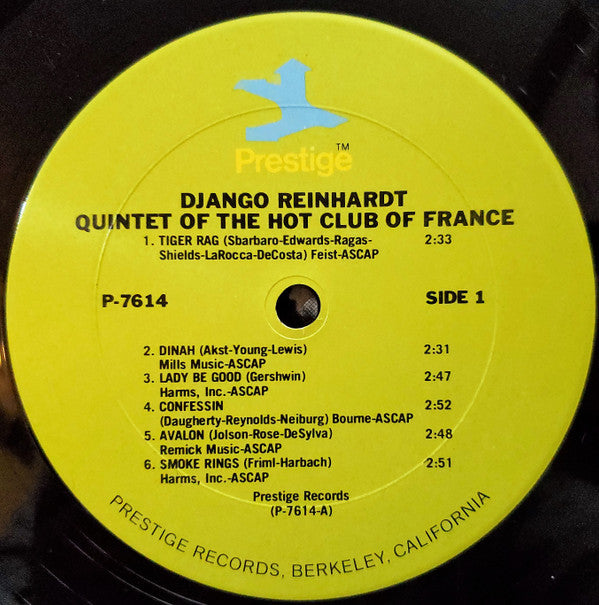 Prestige™
DJANGO REINHARDT
QUINTET OF THE HOT CLUB OF FRANCE
1. TIGER RAG (Sbarbaro-Edwards-Ragas- 2:33
Shields-LaRocca-DeCosta) Feist-ASCAP
P-7614 SIDE 1
2. DINAH (Akst-Young-Lewis) 2:31
Mills Music-ASCAP
3. LADY BE GOOD (Gershwin) 2:47
Harms, Inc.-ASCAP
4. CONFESSIN 2:52
(Daugherty-Reynolds-Neiburg) Bourne-ASCAP
5. AVALON (Jolson-Rose-DeSylva) 2:48
Remick Music-ASCAP
6. SMOKE RINGS (Friml-Harbach) 2:51
Harms, Inc.-ASCAP
Prestige Records
(P-7614-A)
PRESTIGE RECORDS, BERKELEY, CALIFORNIA